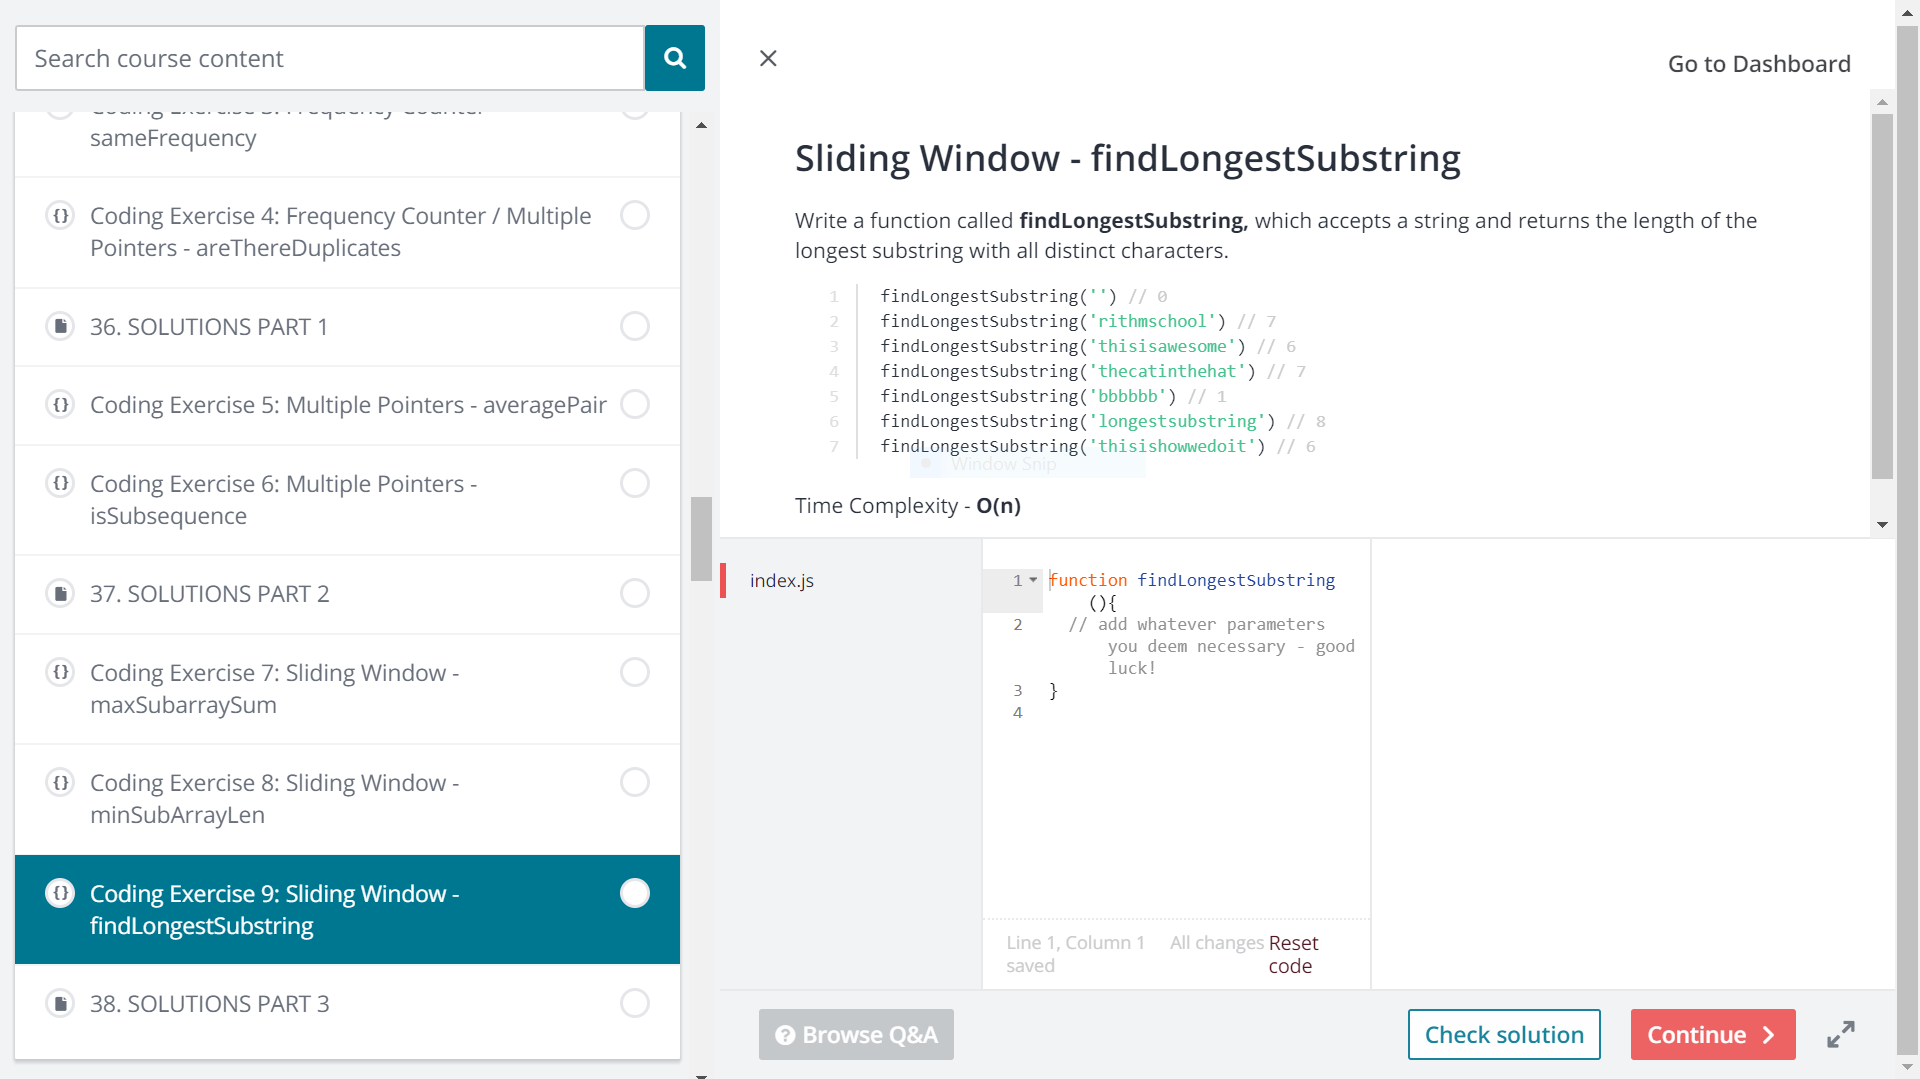 Search course content
Coding Exercise 3: Frequency Counter -
sameFrequency
{} Coding Exercise 4: Frequency Counter / Multiple
Pointers - areThereDuplicates
36. SOLUTIONS PART 1
{} Coding Exercise 5: Multiple Pointers - averagePair
{} Coding Exercise 6: Multiple Pointers -
isSubsequence
37. SOLUTIONS PART 2
{} Coding Exercise 7: Sliding Window -
maxSubarraySum
{} Coding Exercise 8: Sliding Window -
minSubArrayLen
{} Coding Exercise 9: Sliding Window -
findLongestSubstring
38. SOLUTIONS PART 3
Go to Dashboard
Sliding Window - findLongestSubstring
Write a function called findLongestSubstring, which accepts a string and returns the length of the
longest substring with all distinct characters.
1 findLongestSubstring('') // 0
2 findLongestSubstring('rithmschool') // 7
3 findLongestSubstring('thisisawesome') // 6
4 findLongestSubstring('thecatinthehat') // 7
5 findLongestSubstring('bbbbbb') // 1
6 findLongestSubstring('longestsubstring') // 8
7 findLongestSubstring('thisishowwedoit') // 6
Window Snip
Time Complexity - O(n)
index.js
1 function findLongestSubstring
(){
2 // add whatever parameters
you deem necessary - good
luck!
3 }
4
Line 1, Column 1 All changes Reset
saved code
? Browse Q&A
Check solution
Continue